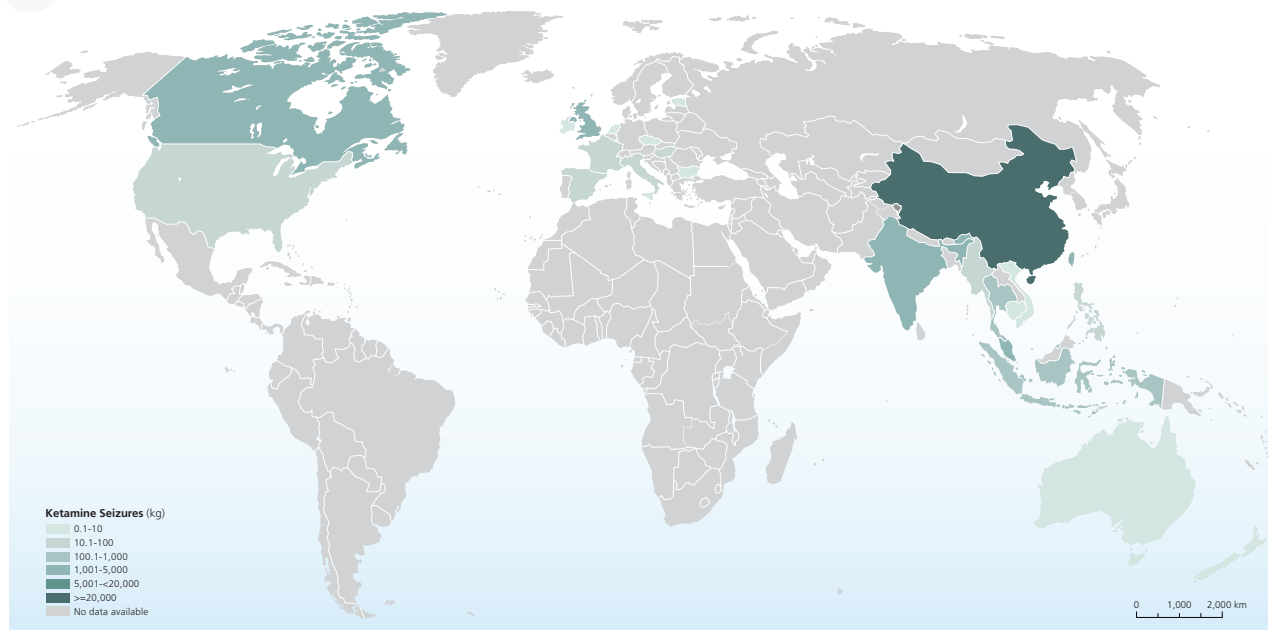 Ketamine Seizures (kg)
0.1-10
10.1-100
100.1-1,000
1,001-5,000
5,001-<20,000
>=20,000
No data available
0 1,000 2,000 km